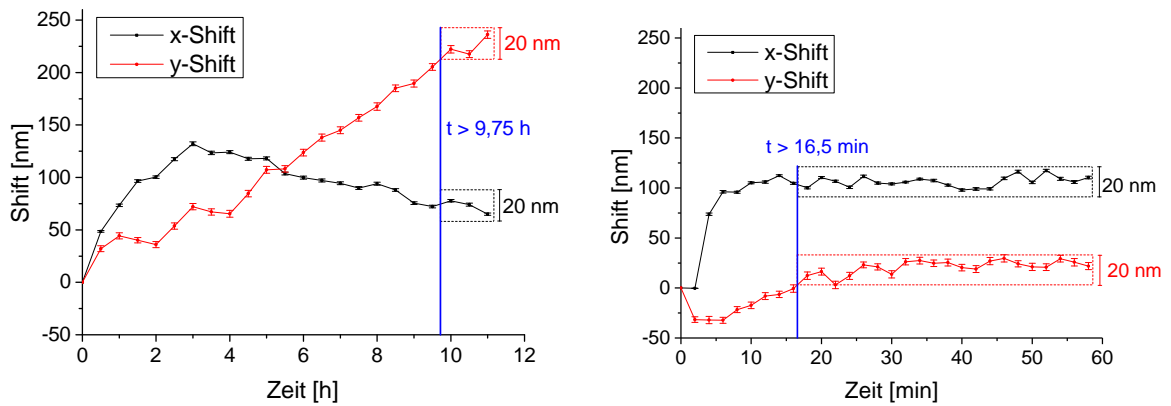 250
200
150
100
50
0
-50
Shift [nm]
x-Shift
y-Shift
20 nm
t > 9,75 h
20 nm
0
2
4
6
8
10
12
Zeit [h]
250
200
150
100
50
0
-50
Shift [nm]
x-Shift
y-Shift
t > 16,5 min
20 nm
20 nm
0
10
20
30
40
50
60
Zeit [min]